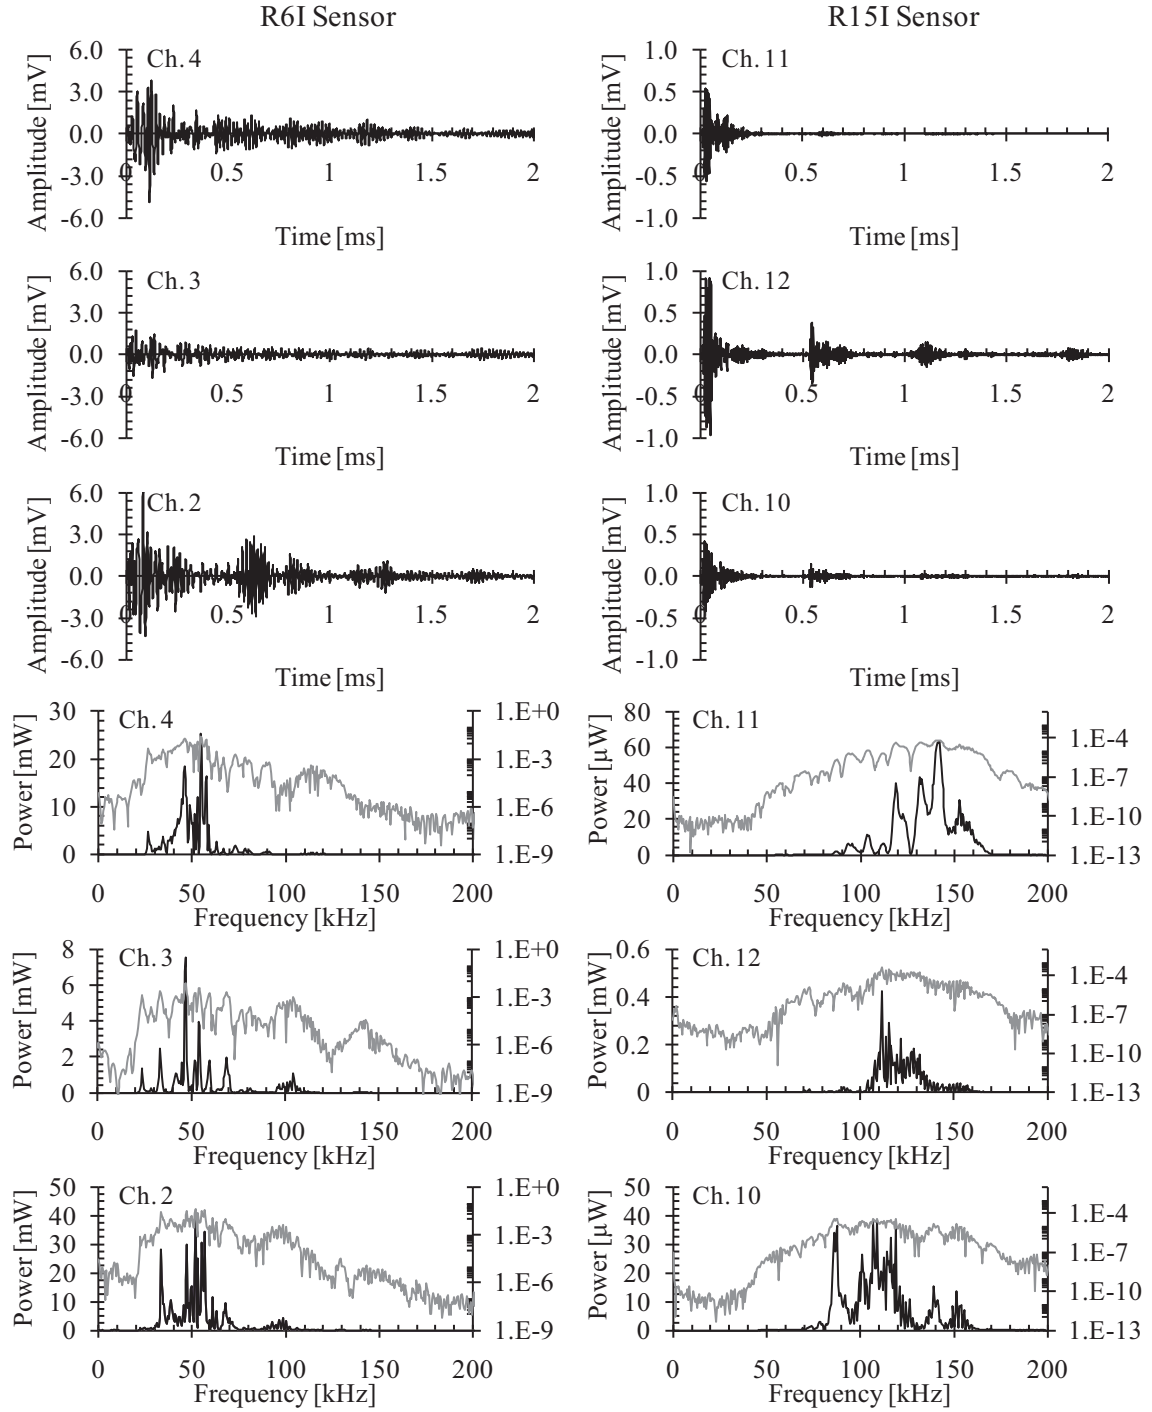 R6I Sensor
R15I Sensor
Amplitude [mV]
6.0
3.0
0.0
-3.0
-6.0
Ch. 4
0 0.5 1 1.5 2
Time [ms]
Amplitude [mV]
1.0
0.5
0.0
-0.5
-1.0
Ch. 11
0 0.5 1 1.5 2
Time [ms]
Amplitude [mV]
6.0
3.0
0.0
-3.0
-6.0
Ch. 3
0 0.5 1 1.5 2
Time [ms]
Amplitude [mV]
1.0
0.5
0.0
-0.5
-1.0
Ch. 12
0 0.5 1 1.5 2
Time [ms]
Amplitude [mV]
6.0
3.0
0.0
-3.0
-6.0
Ch. 2
0 0.5 1 1.5 2
Time [ms]
Amplitude [mV]
1.0
0.5
0.0
-0.5
-1.0
Ch. 10
0 0.5 1 1.5 2
Time [ms]
Power [mW]
30
20
10
0
Ch. 4
1.E+0
1.E-3
1.E-6
1.E-9
0 50 100 150 200
Frequency [kHz]
Power [µW]
80
60
40
20
0
Ch. 11
1.E-4
1.E-7
1.E-10
1.E-13
0 50 100 150 200
Frequency [kHz]
Power [mW]
8
6
4
2
0
Ch. 3
1.E+0
1.E-3
1.E-6
1.E-9
0 50 100 150 200
Frequency [kHz]
Power [mW]
0.6
0.4
0.2
0
Ch. 12
1.E-4
1.E-7
1.E-10
1.E-13
0 50 100 150 200
Frequency [kHz]
Power [mW]
50
40
30
20
10
0
Ch. 2
1.E+0
1.E-3
1.E-6
1.E-9
0 50 100 150 200
Frequency [kHz]
Power [µW]
50
40
30
20
10
0
Ch. 10
1.E-4
1.E-7
1.E-10
1.E-13
0 50 100 150 200
Frequency [kHz]